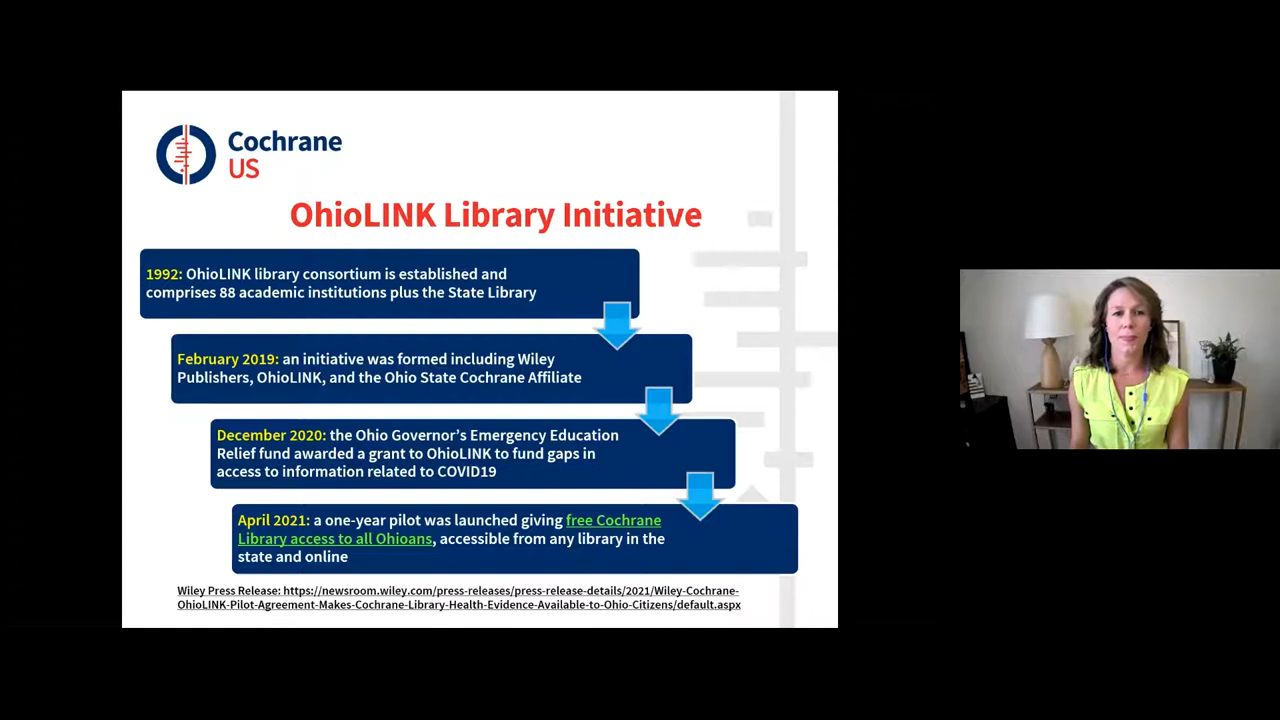 Cochrane
US
OhioLINK Library Initiative
1992: OhioLINK library consortium is established and
comprises 88 academic institutions plus the State Library
February 2019: an initiative was formed including Wiley
Publishers, OhioLINK, and the Ohio State Cochrane Affiliate
December 2020: the Ohio Governor's Emergency Education
Relief fund awarded a grant to OhioLINK to fund gaps in
access to information related to COVID19
April 2021: a one-year pilot was launched giving free Cochrane
Library access to all Ohioans, accessible from any library in the
state and online
Wiley Press Release: https://newsroom.wiley.com/press-releases/press-release-details/2021/Wiley-Cochrane-
OhioLINK-Pilot-Agreement-Makes-Cochrane-Library-Health-Evidence-Available-to-Ohio-Citizens/default.aspx